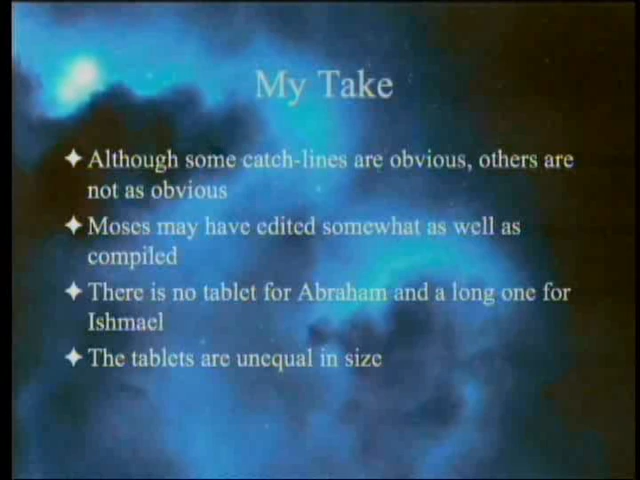 My Take
Although some catch-lines are obvious, others are
not as obvious
Moses may have edited somewhat as well as
compiled
There is no tablet for Abraham and a long one for
Ishmael
The tablets are unequal in size